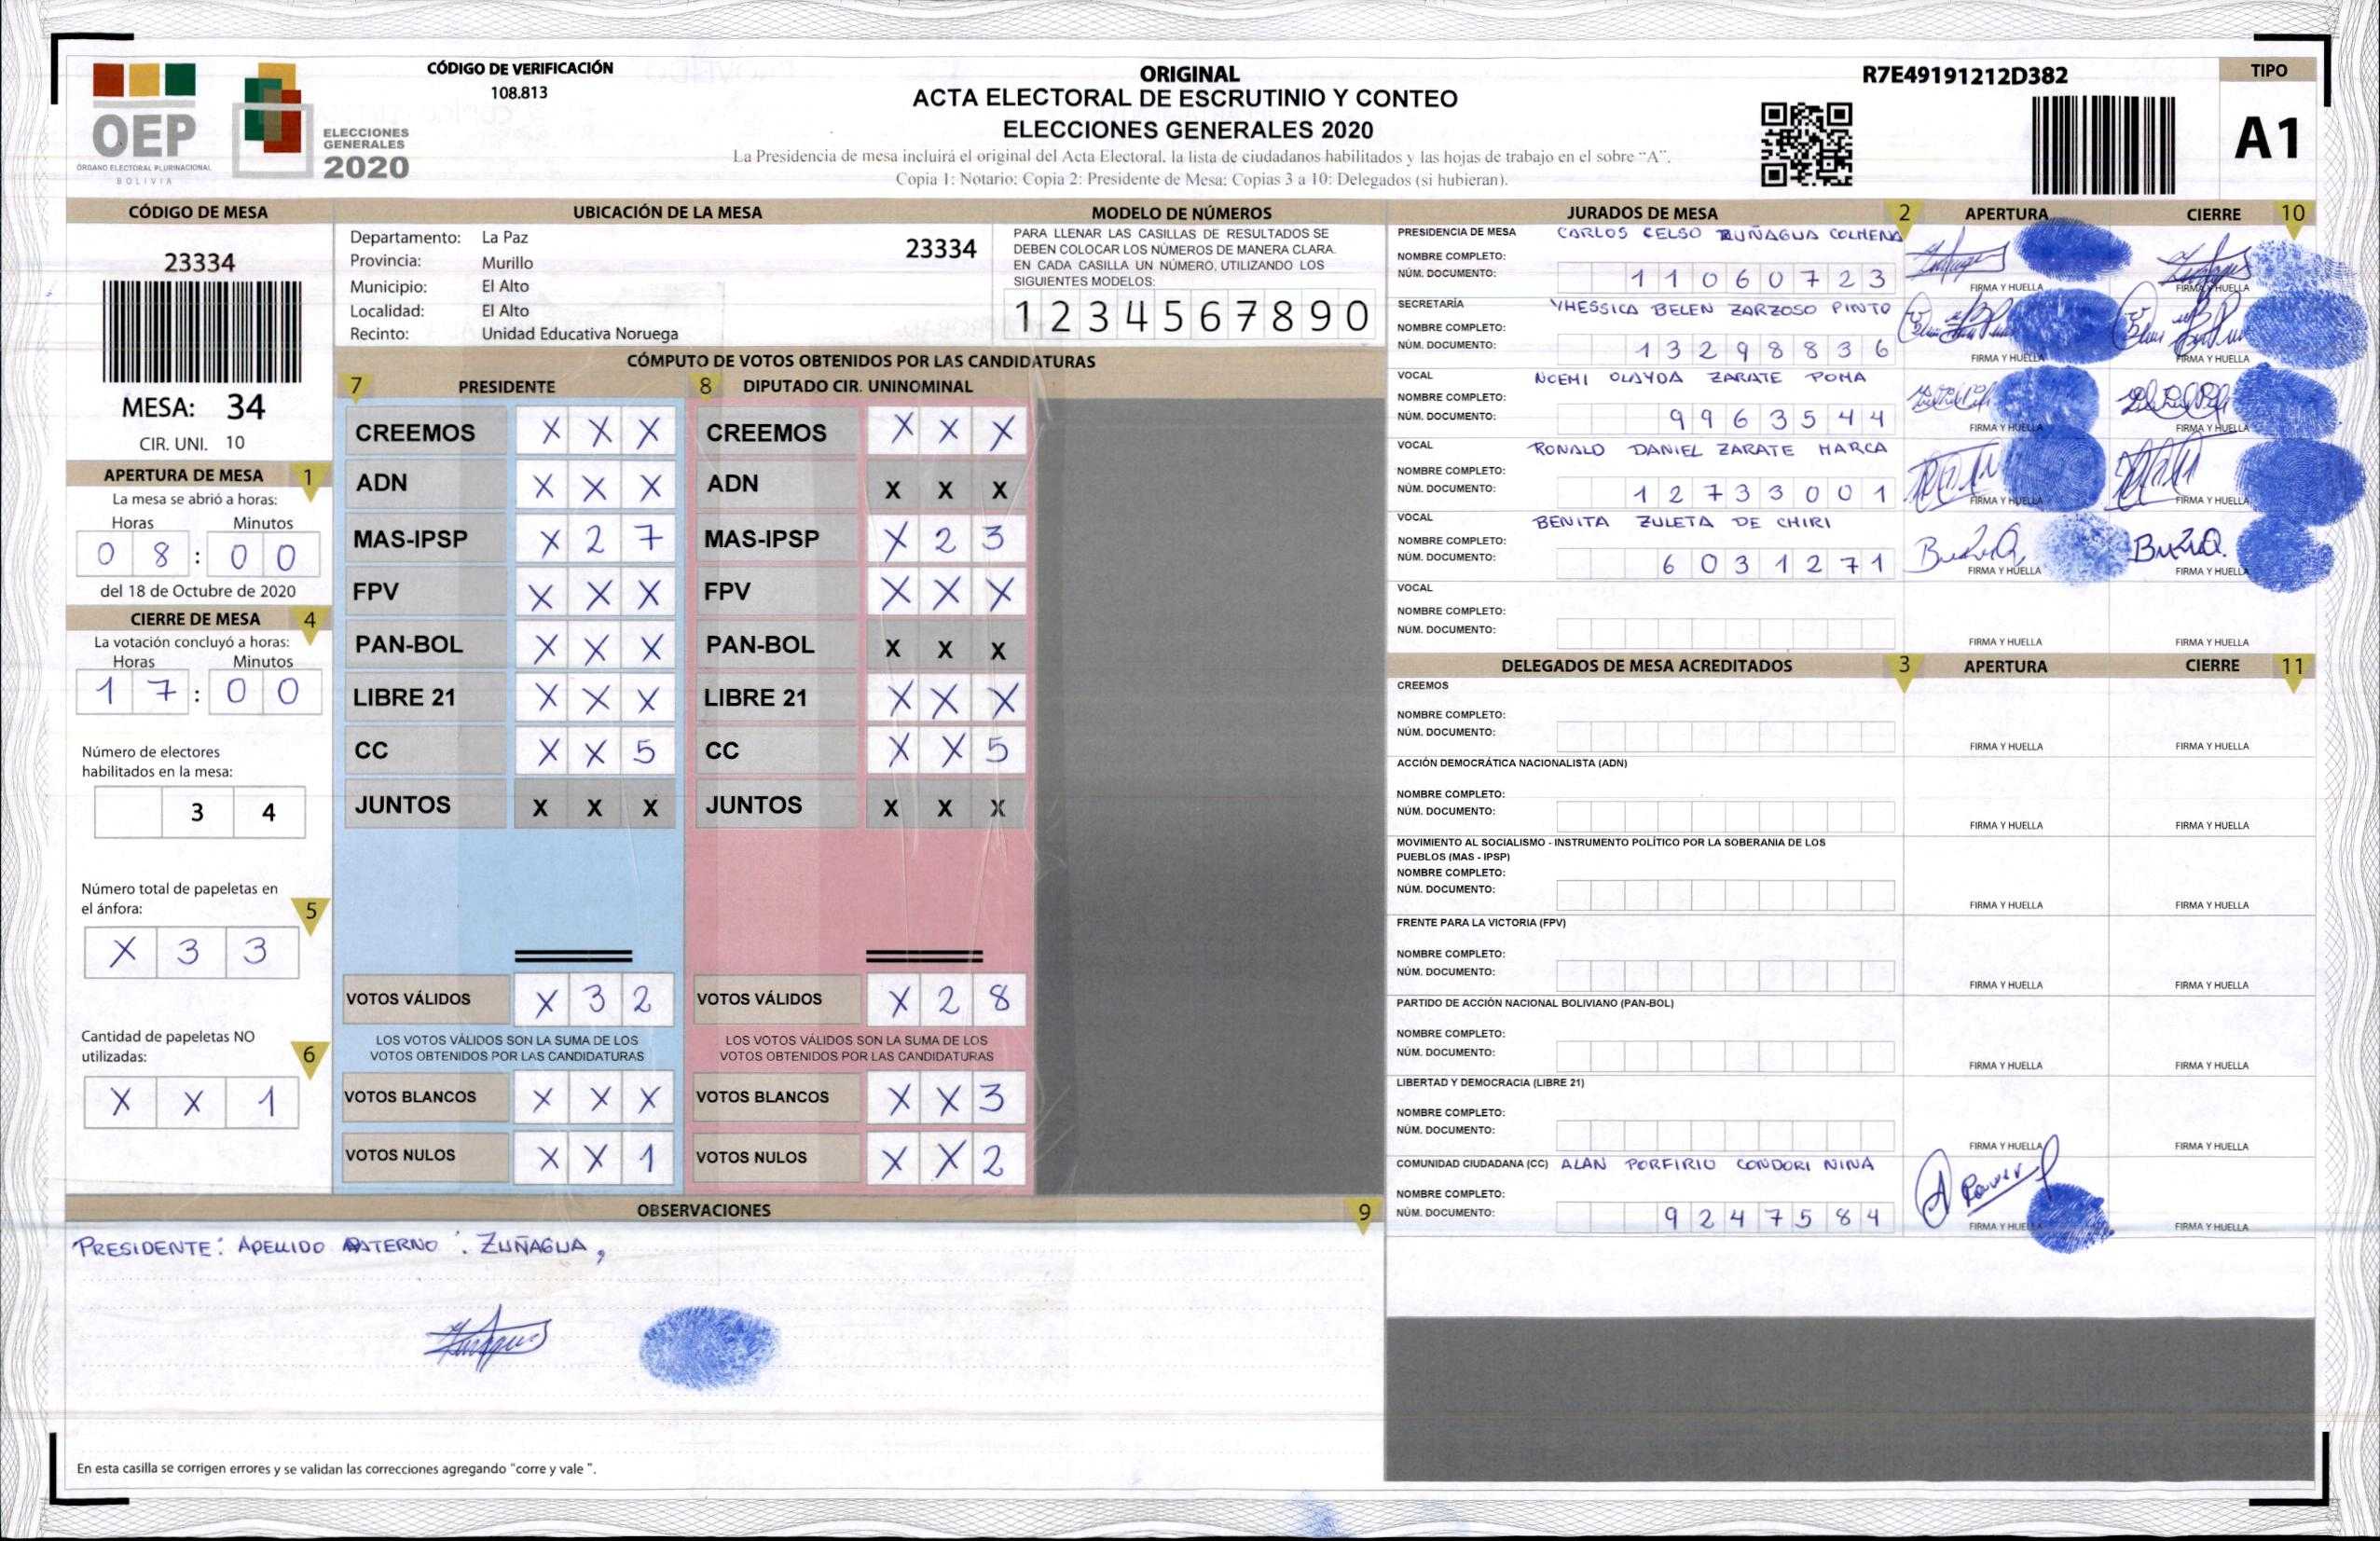 CÓDIGO DE VERIFICACIÓN
108.813
ORIGINAL
ACTA ELECTORAL DE ESCRUTINIO Y CONTEO
ELECCIONES GENERALES 2020
La Presidencia de mesa incluirá el original del Acta Electoral, la lista de ciudadanos habilitados y las hojas de trabajo en el sobre "A".
Copia 1: Notario; Copia 2: Presidente de Mesa; Copias 3 a 10: Delegados (si hubieran).
R7E49191212D382
TIPO
A1
OEP
ÓRGANO ELECTORAL PLURINACIONAL
BOLIVIA
ELECCIONES
GENERALES
2020
CÓDIGO DE MESA
23334
MESA: 34
CIR. UNI. 10
APERTURA DE MESA 1
La mesa se abrió a horas:
Horas Minutos
0 8 : 0 0
del 18 de Octubre de 2020
CIERRE DE MESA 4
La votación concluyó a horas:
Horas Minutos
1 7 : 0 0
Número de electores
habilitados en la mesa:
3 4
Número total de papeletas en
el ánfora: 5
X 3 3
Cantidad de papeletas NO
utilizadas: 6
X X 1
UBICACIÓN DE LA MESA
Departamento: La Paz 23334
Provincia: Murillo
Municipio: El Alto
Localidad: El Alto
Recinto: Unidad Educativa Noruega
MODELO DE NÚMEROS
PARA LLENAR LAS CASILLAS DE RESULTADOS SE
DEBEN COLOCAR LOS NÚMEROS DE MANERA CLARA.
EN CADA CASILLA UN NÚMERO, UTILIZANDO LOS
SIGUIENTES MODELOS:
1 2 3 4 5 6 7 8 9 0
CÓMPUTO DE VOTOS OBTENIDOS POR LAS CANDIDATURAS
7 PRESIDENTE
CREEMOS X X X
ADN X X X
MAS-IPSP X 2 7
FPV X X X
PAN-BOL X X X
LIBRE 21 X X X
CC X X 5
JUNTOS X X X
VOTOS VÁLIDOS X 3 2
LOS VOTOS VÁLIDOS SON LA SUMA DE LOS
VOTOS OBTENIDOS POR LAS CANDIDATURAS
VOTOS BLANCOS X X X
VOTOS NULOS X X 1
8 DIPUTADO CIR. UNINOMINAL
CREEMOS X X X
ADN X X X
MAS-IPSP X 2 3
FPV X X X
PAN-BOL X X X
LIBRE 21 X X X
CC X X 5
JUNTOS X X X
VOTOS VÁLIDOS X 2 8
LOS VOTOS VÁLIDOS SON LA SUMA DE LOS
VOTOS OBTENIDOS POR LAS CANDIDATURAS
VOTOS BLANCOS X X 3
VOTOS NULOS X X 2
OBSERVACIONES 9
PRESIDENTE: APELLIDO PATERNO : ZUÑAGUA,
En esta casilla se corrigen errores y se validan las correcciones agregando "corre y vale ".
JURADOS DE MESA 2 APERTURA CIERRE 10
PRESIDENCIA DE MESA CARLOS CELSO ZUÑAGUA COLMENA
NOMBRE COMPLETO:
NÚM. DOCUMENTO: 1 1 0 6 0 7 2 3
FIRMA Y HUELLA FIRMA Y HUELLA
SECRETARÍA YHESSICA BELEN ZARZOSO PINTO
NOMBRE COMPLETO:
NÚM. DOCUMENTO: 1 3 2 9 8 8 3 6
FIRMA Y HUELLA FIRMA Y HUELLA
VOCAL NOEMI OLAYDA ZARATE POMA
NOMBRE COMPLETO:
NÚM. DOCUMENTO: 9 9 6 3 5 4 4
FIRMA Y HUELLA FIRMA Y HUELLA
VOCAL RONALD DANIEL ZARATE MARCA
NOMBRE COMPLETO:
NÚM. DOCUMENTO: 1 2 7 3 3 0 0 1
FIRMA Y HUELLA FIRMA Y HUELLA
VOCAL BENITA ZULETA DE CHIRI
NOMBRE COMPLETO:
NÚM. DOCUMENTO: 6 0 3 1 2 7 1
FIRMA Y HUELLA FIRMA Y HUELLA
VOCAL
NOMBRE COMPLETO:
NÚM. DOCUMENTO:
FIRMA Y HUELLA FIRMA Y HUELLA
DELEGADOS DE MESA ACREDITADOS 3 APERTURA CIERRE 11
CREEMOS
NOMBRE COMPLETO:
NÚM. DOCUMENTO:
FIRMA Y HUELLA FIRMA Y HUELLA
ACCIÓN DEMOCRÁTICA NACIONALISTA (ADN)
NOMBRE COMPLETO:
NÚM. DOCUMENTO:
FIRMA Y HUELLA FIRMA Y HUELLA
MOVIMIENTO AL SOCIALISMO - INSTRUMENTO POLÍTICO POR LA SOBERANIA DE LOS
PUEBLOS (MAS - IPSP)
NOMBRE COMPLETO:
NÚM. DOCUMENTO:
FIRMA Y HUELLA FIRMA Y HUELLA
FRENTE PARA LA VICTORIA (FPV)
NOMBRE COMPLETO:
NÚM. DOCUMENTO:
FIRMA Y HUELLA FIRMA Y HUELLA
PARTIDO DE ACCIÓN NACIONAL BOLIVIANO (PAN-BOL)
NOMBRE COMPLETO:
NÚM. DOCUMENTO:
FIRMA Y HUELLA FIRMA Y HUELLA
LIBERTAD Y DEMOCRACIA (LIBRE 21)
NOMBRE COMPLETO:
NÚM. DOCUMENTO:
FIRMA Y HUELLA FIRMA Y HUELLA
COMUNIDAD CIUDADANA (CC) ALAN PORFIRIO CONDORI NINA
NOMBRE COMPLETO:
NÚM. DOCUMENTO: 9 2 4 7 5 8 4
FIRMA Y HUELLA FIRMA Y HUELLA